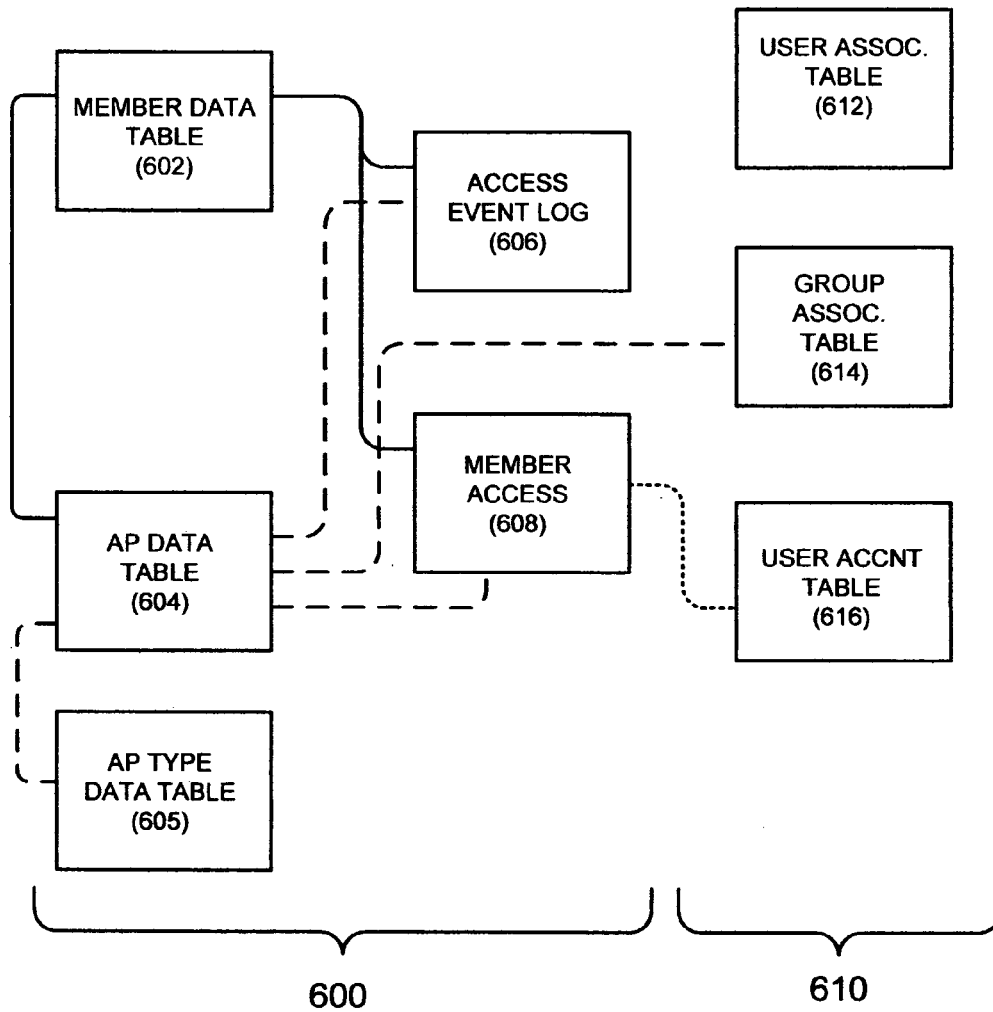 MEMBER DATA
TABLE
(602)
ACCESS
EVENT LOG
(606)
USER ASSOC.
TABLE
(612)
GROUP
ASSOC.
TABLE
(614)
AP DATA
TABLE
(604)
MEMBER
ACCESS
(608)
USER ACCNT
TABLE
(616)
AP TYPE
DATA TABLE
(605)
600
610